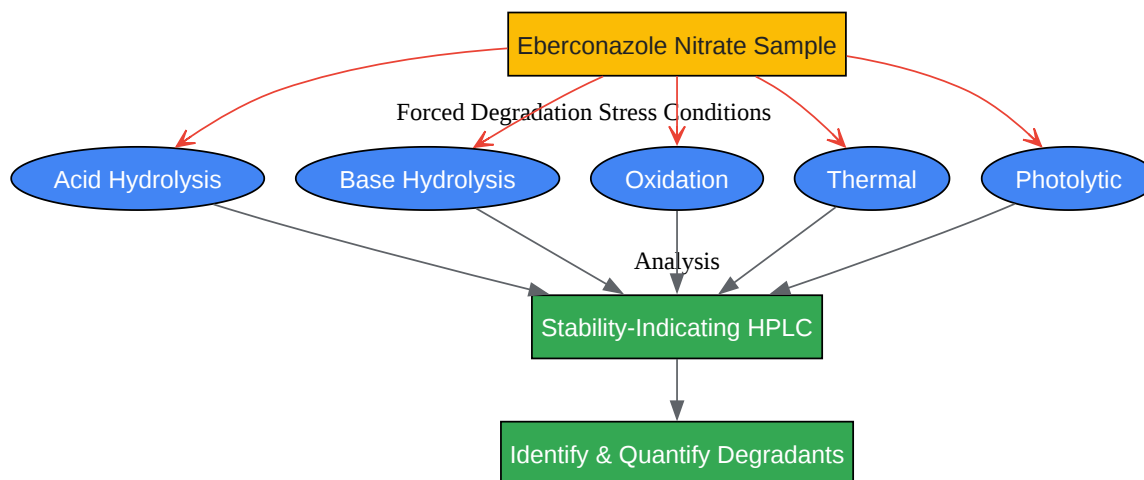 Eberconazole Nitrate Sample
Forced Degradation Stress Conditions
Acid Hydrolysis
Base Hydrolysis
Oxidation
Thermal
Photolytic
Analysis
Stability-Indicating HPLC
Identify & Quantify Degradants